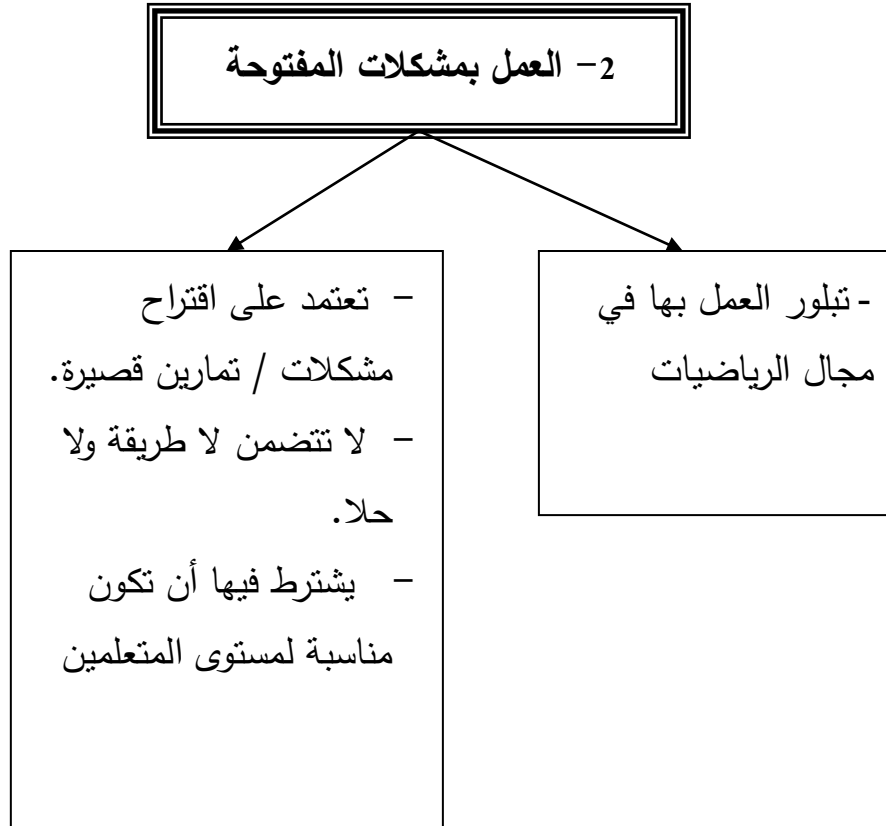 2- العمل بمشكلات المفتوحة
- تبلور العمل بها في
مجال الرياضيات
- تعتمد على اقتراح
مشكلات / تمارين قصيرة.
- لا تتضمن لا طريقة ولا
حلا.
- يشترط فيها أن تكون
مناسبة لمستوى المتعلمين